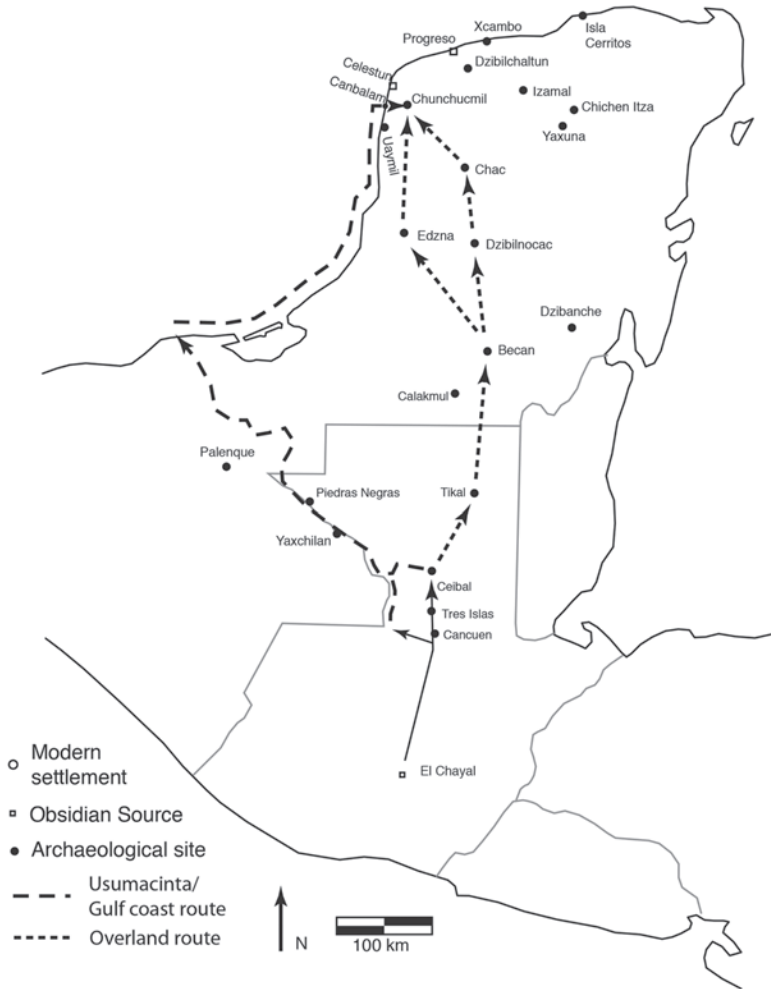 Xcambo
Isla
Cerritos
Progreso
Dzibilchaltun
Celestun
Canbalam
Chunchucmil
Izamal
Chichen Itza
Yaxuna
Uaymil
Chac
Edzna
Dzibilnocac
Dzibanche
Becan
Calakmul
Palenque
Piedras Negras
Tikal
Yaxchilan
Ceibal
Tres Islas
Cancuen
El Chayal
Modern
settlement
Obsidian Source
Archaeological site
Usumacinta/
Gulf coast route
Overland route
N
100 km